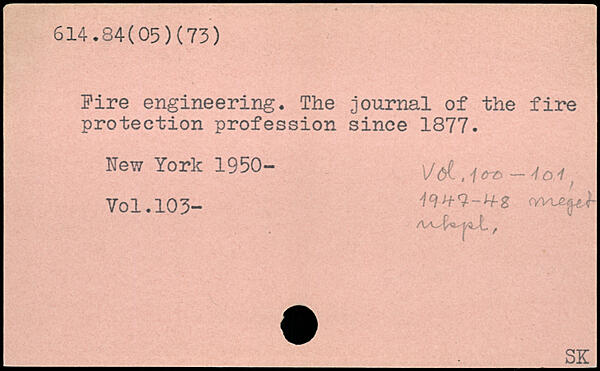 614.84(05)(73)
Fire engineering. The journal of the fire
protection profession since 1877.
New York 1950-
Vol.103-
Vol. 100-101,
1947-48 meget
ukpl.
SK